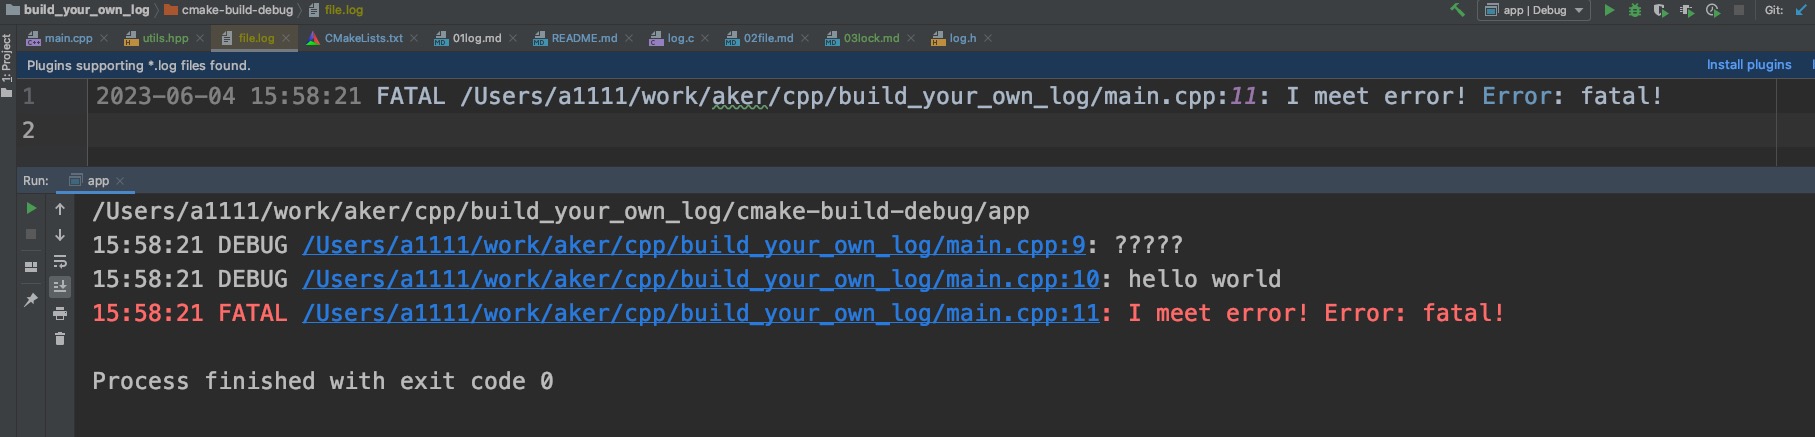 build_your_own_log cmake-build-debug file.log app | Debug Git:
main.cpp utils.hpp file.log CMakeLists.txt 01log.md README.md log.c 02file.md 03lock.md log.h
1: Project
Plugins supporting *.log files found. Install plugins
1 2023-06-04 15:58:21 FATAL /Users/a1111/work/aker/cpp/build_your_own_log/main.cpp:11: I meet error! Error: fatal!
2
Run: app
/Users/a1111/work/aker/cpp/build_your_own_log/cmake-build-debug/app
15:58:21 DEBUG /Users/a1111/work/aker/cpp/build_your_own_log/main.cpp:9: ?????
15:58:21 DEBUG /Users/a1111/work/aker/cpp/build_your_own_log/main.cpp:10: hello world
15:58:21 FATAL /Users/a1111/work/aker/cpp/build_your_own_log/main.cpp:11: I meet error! Error: fatal!
Process finished with exit code 0